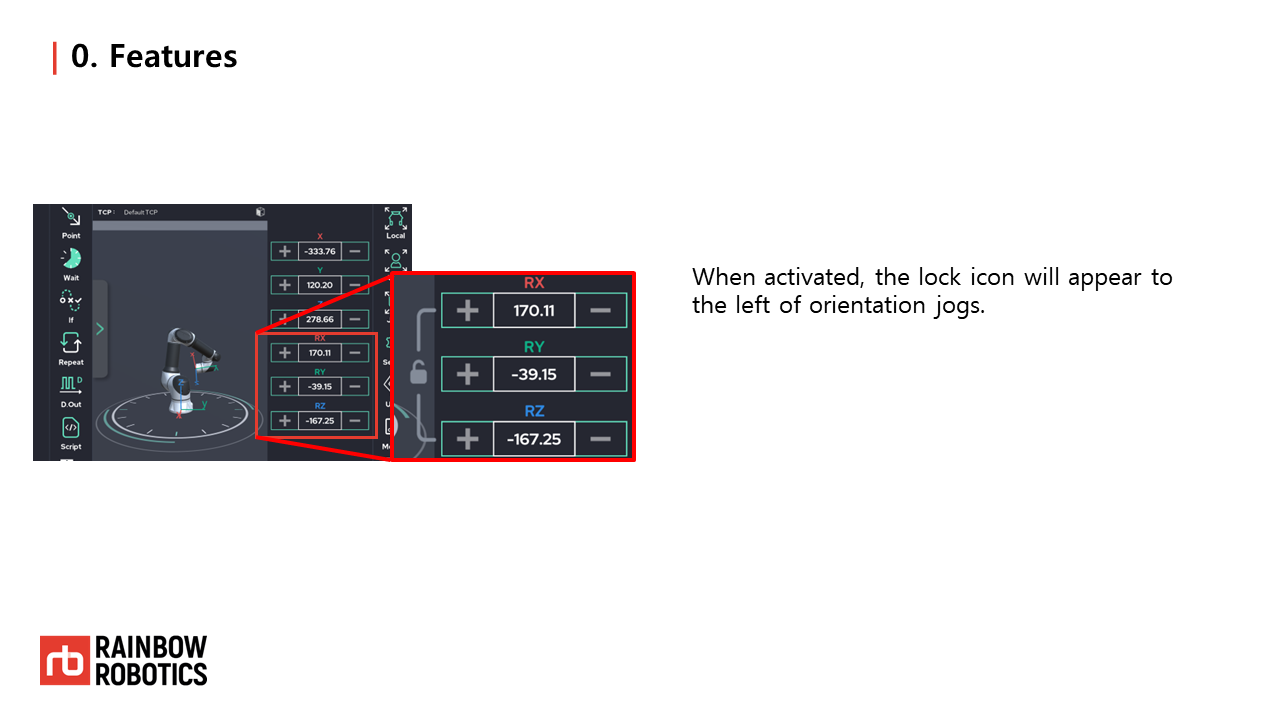 0. Features
TCP : Default TCP
Point
Wait
If
Repeat
D.Out
Script
X
-333.76
Y
120.20
278.66
RX
170.11
RY
-39.15
RZ
-167.25
Local
RX
170.11
RY
-39.15
RZ
-167.25
When activated, the lock icon will appear to
the left of orientation jogs.
RAINBOW
ROBOTICS